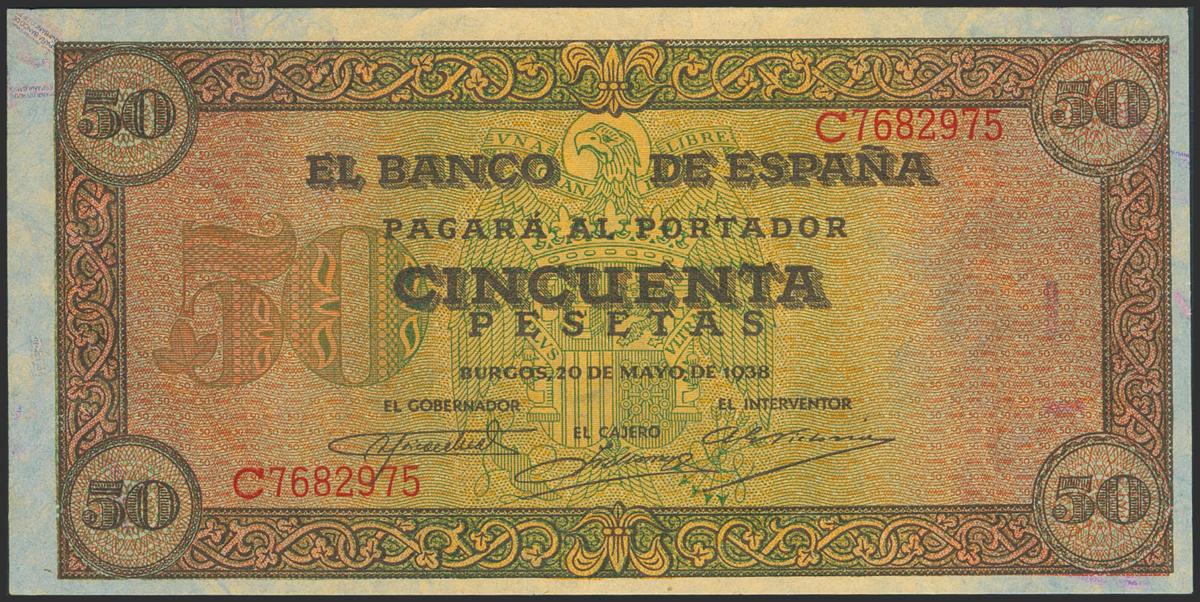 50
50
C7682975
VNA LIBRE
EL BANCO DE ESPAÑA
PAGARÁ AL PORTADOR
50
CINCUENTA
PESETAS
BURGOS, 20 DE MAYO, DE 1938
EL GOBERNADOR
EL INTERVENTOR
EL CAJERO
C7682975
50
50